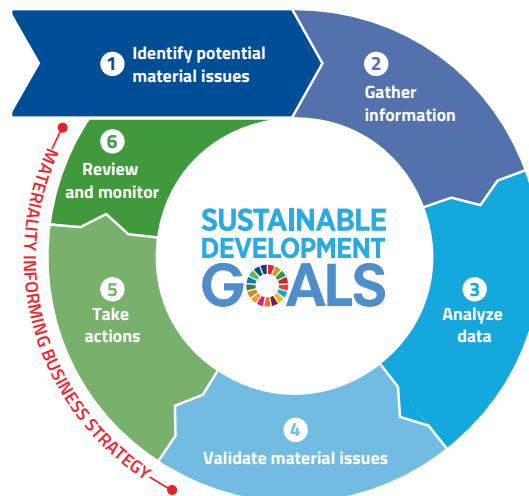 1
Identify potential
material issues
2
Gather
information
3
Analyze
data
4
Validate material issues
5
Take
actions
6
Review
and monitor
MATERIALITY INFORMING BUSINESS STRATEGY
SUSTAINABLE
DEVELOPMENT
GOALS